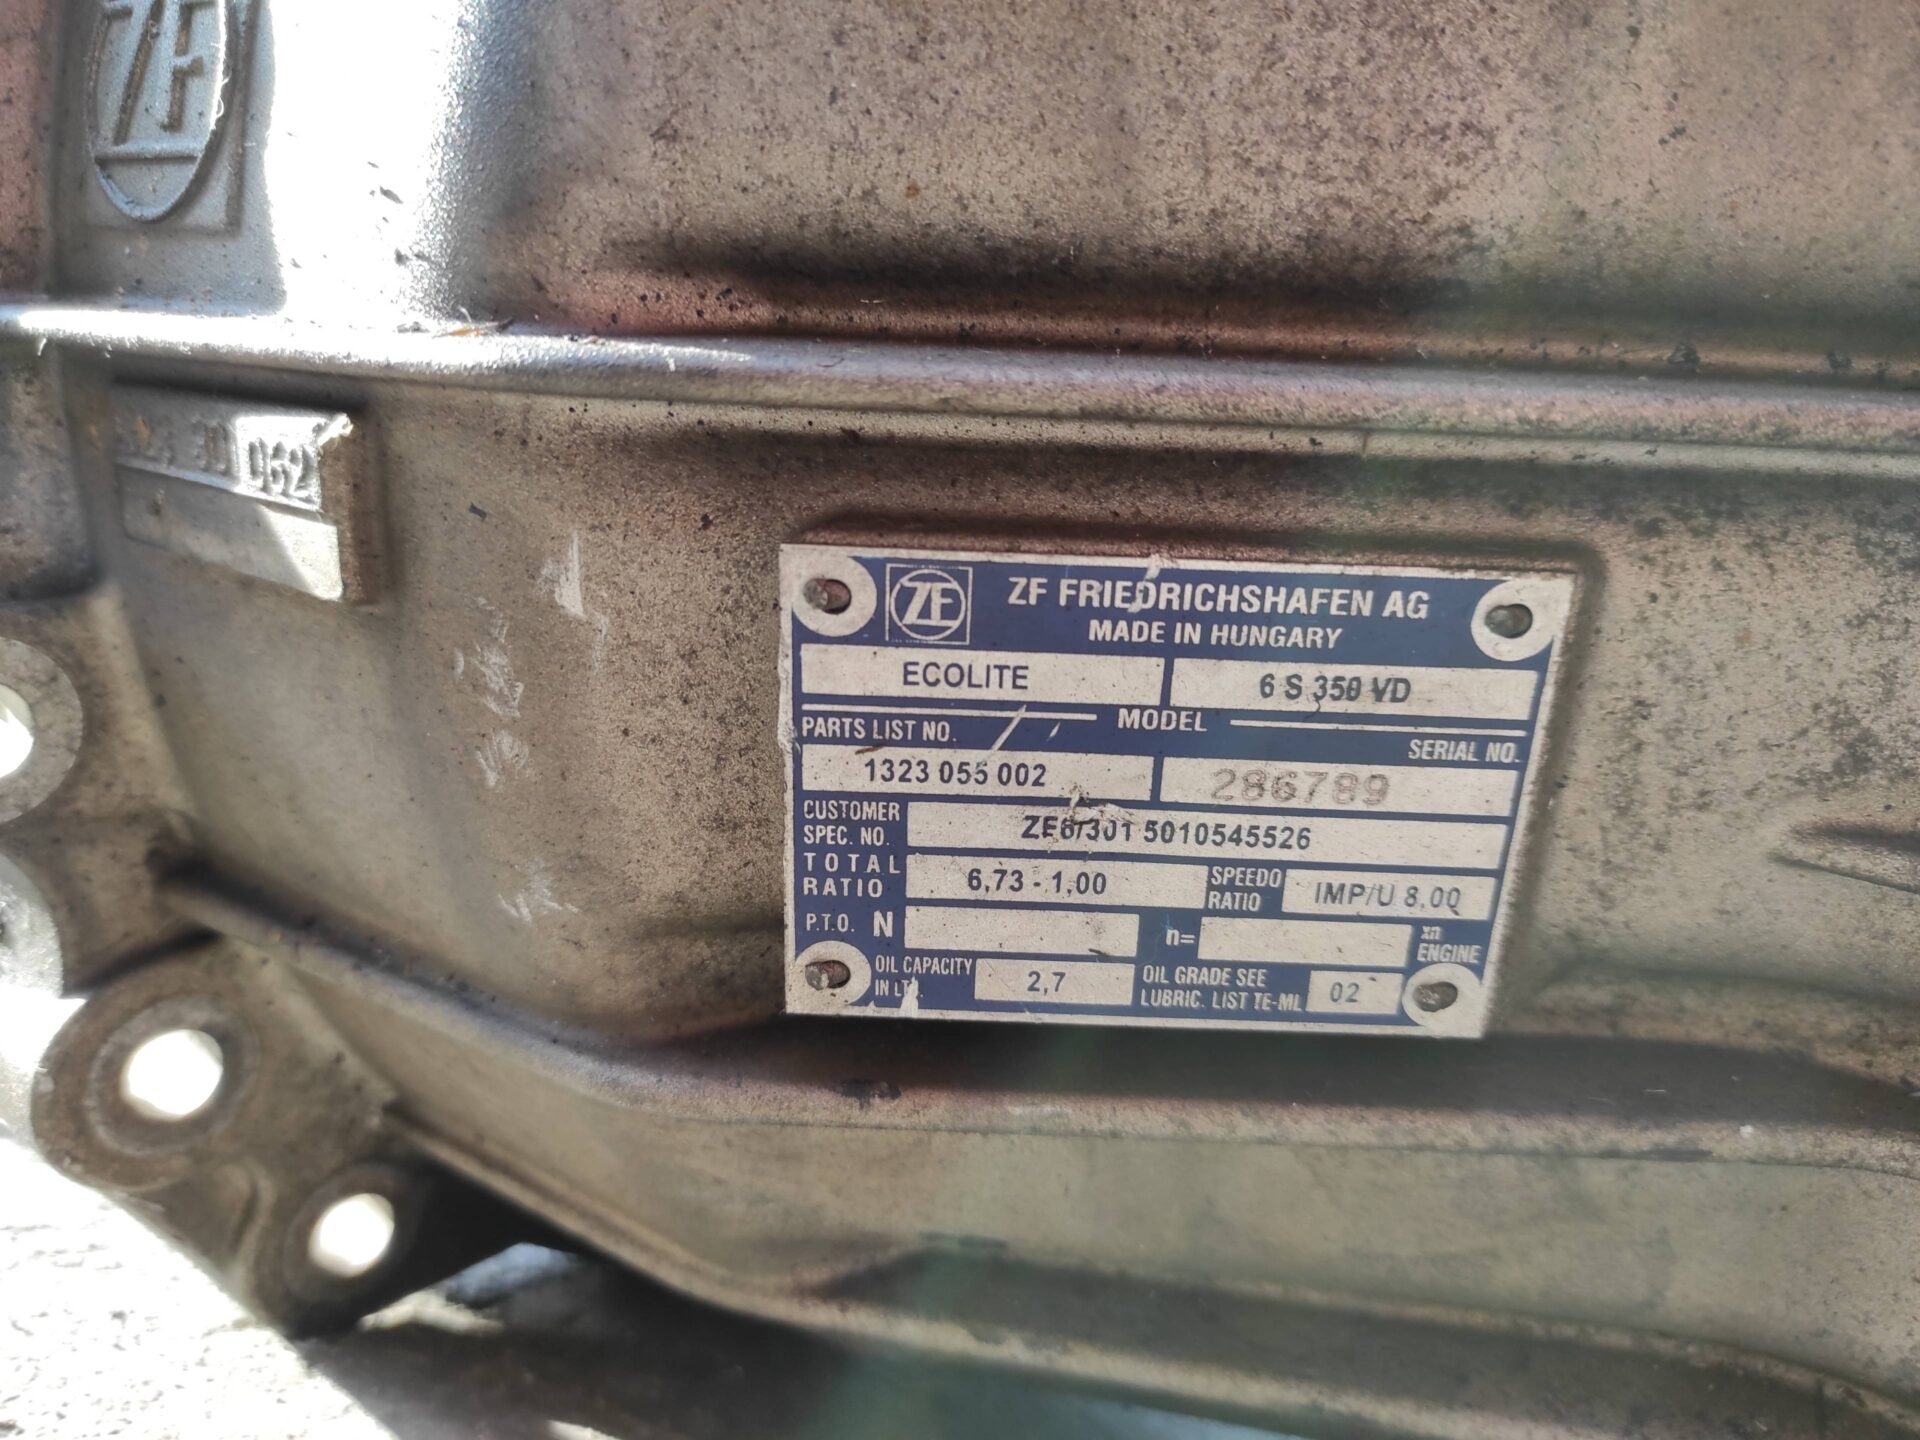 ZF
062
ZF
ZF FRIEDRICHSHAFEN AG
MADE IN HUNGARY
ECOLITE
6 S 350 VD
MODEL
PARTS LIST NO.
SERIAL NO.
1323 055 002
286789
CUSTOMER
SPEC. NO.
ZF6/301 5010545526
TOTAL
RATIO
6,73 - 1,00
SPEEDO
RATIO
IMP/U 8,00
P.T.O. N
n=
xn
ENGINE
OIL CAPACITY
IN LTR.
2,7
OIL GRADE SEE
LUBRIC. LIST TE-ML
02